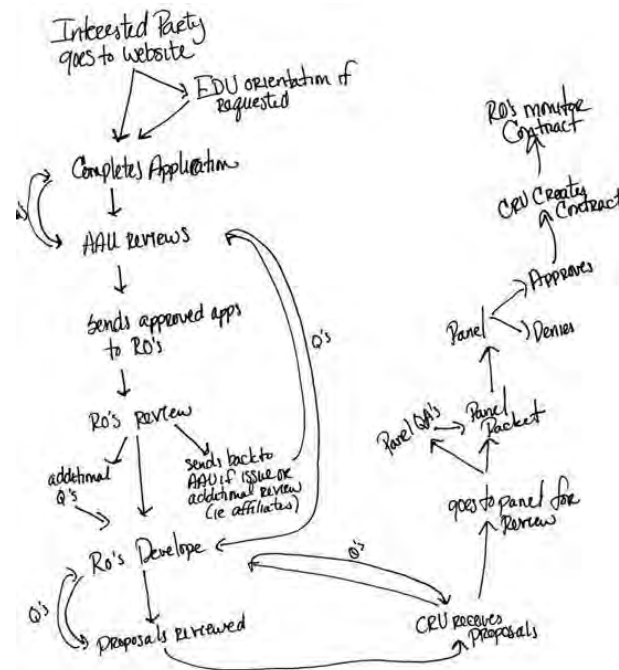 Interested Party
goes to website
EDU orientation if
requested
Completes Application
AAU Reviews
Q's
sends approved apps
to RO's
RO's Review
additional
Q's
sends back to
AAU if issue or
additional review
(ie affiliates)
RO's Develope
Q's
Proposals Reviewed
Q's
CRU receives
Proposals
goes to panel for
Review
Panel QA's
Panel
Packet
Panel
Approves
Denies
CRU Creates
Contract
RO's monitor
Contract